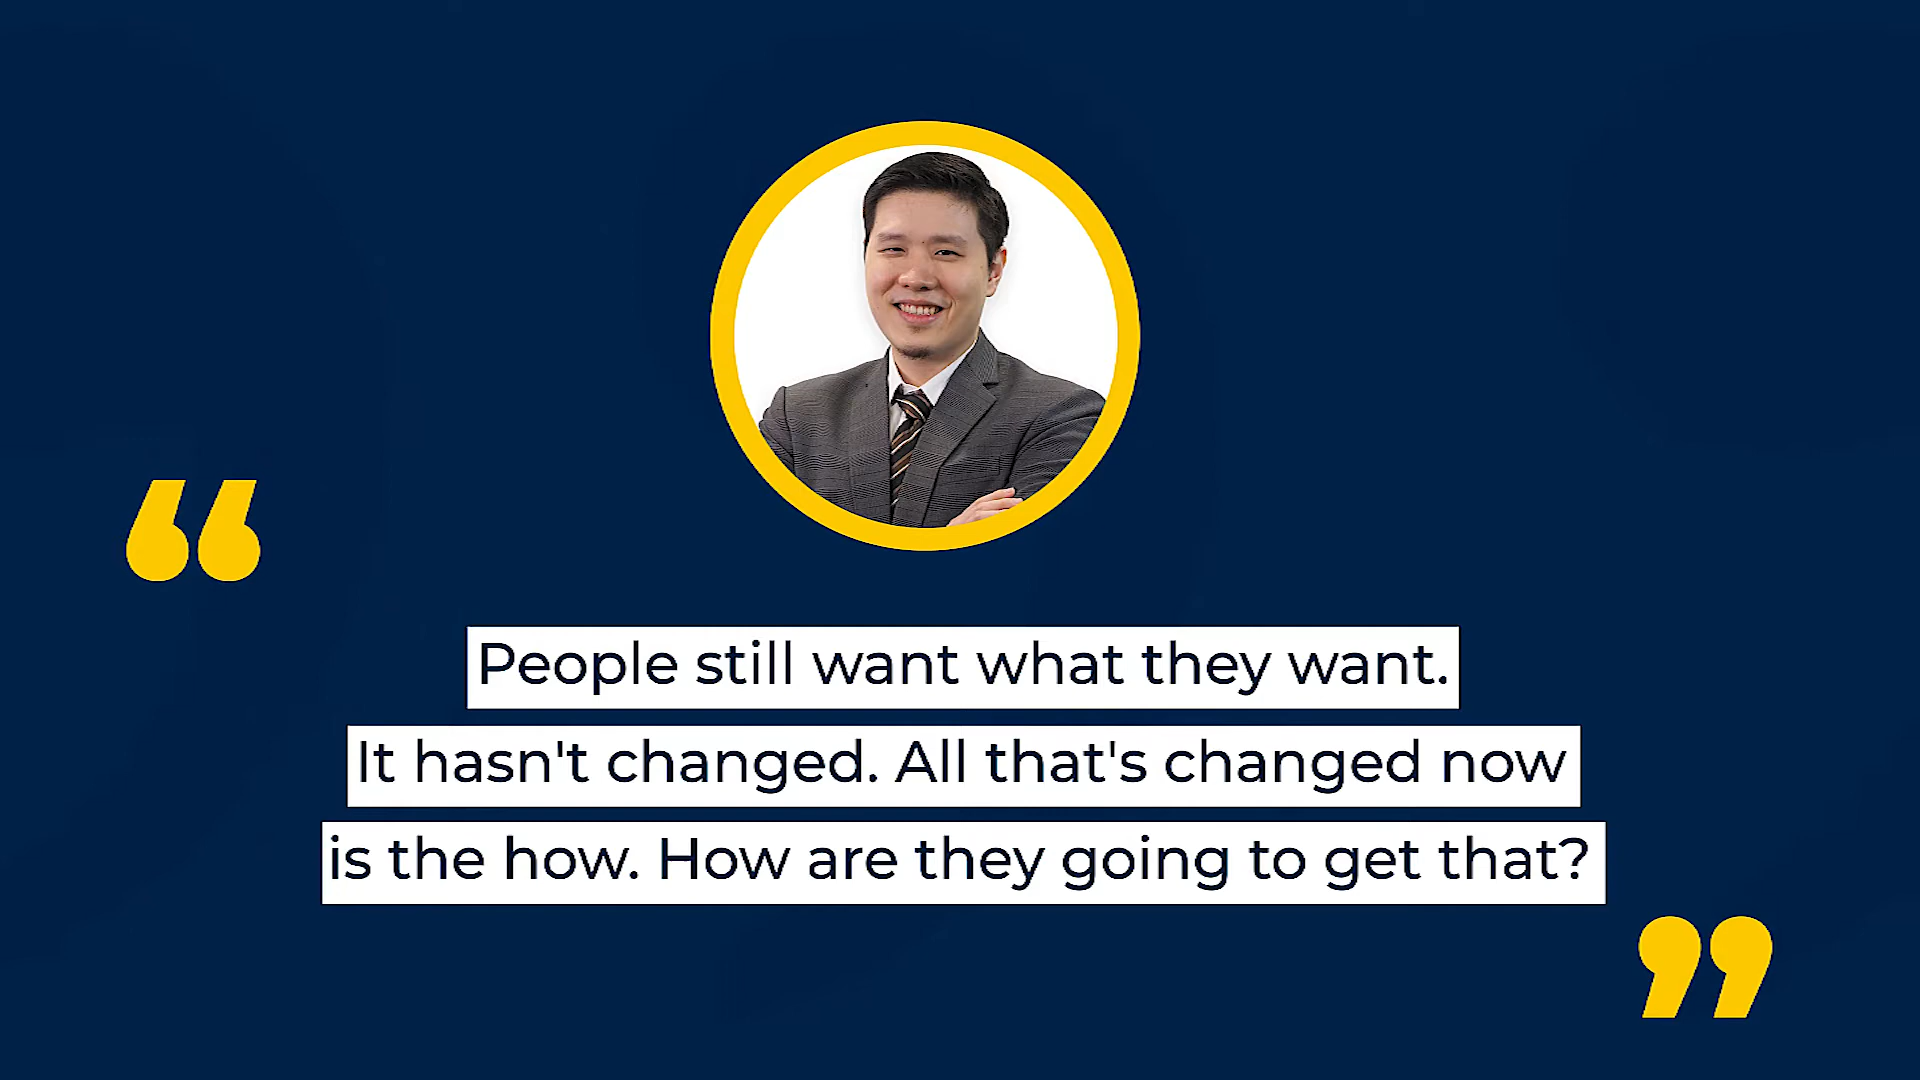 People still want what they want.
It hasn't changed. All that's changed now
is the how. How are they going to get that?